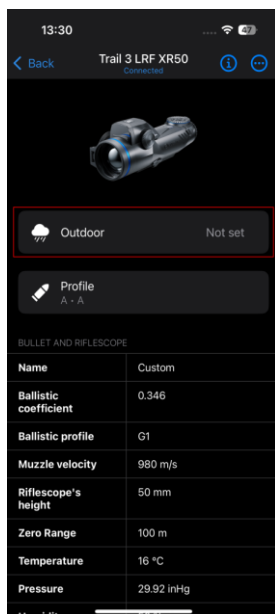 13:30
47
Back
Trail 3 LRF XR50
Connected
Outdoor
Not set
Profile
A - A
BULLET AND RIFLESCOPE
Name
Custom
Ballistic
coefficient
0.346
Ballistic profile
G1
Muzzle velocity
980 m/s
Riflescope's
height
50 mm
Zero Range
100 m
Temperature
16 °C
Pressure
29.92 inHg